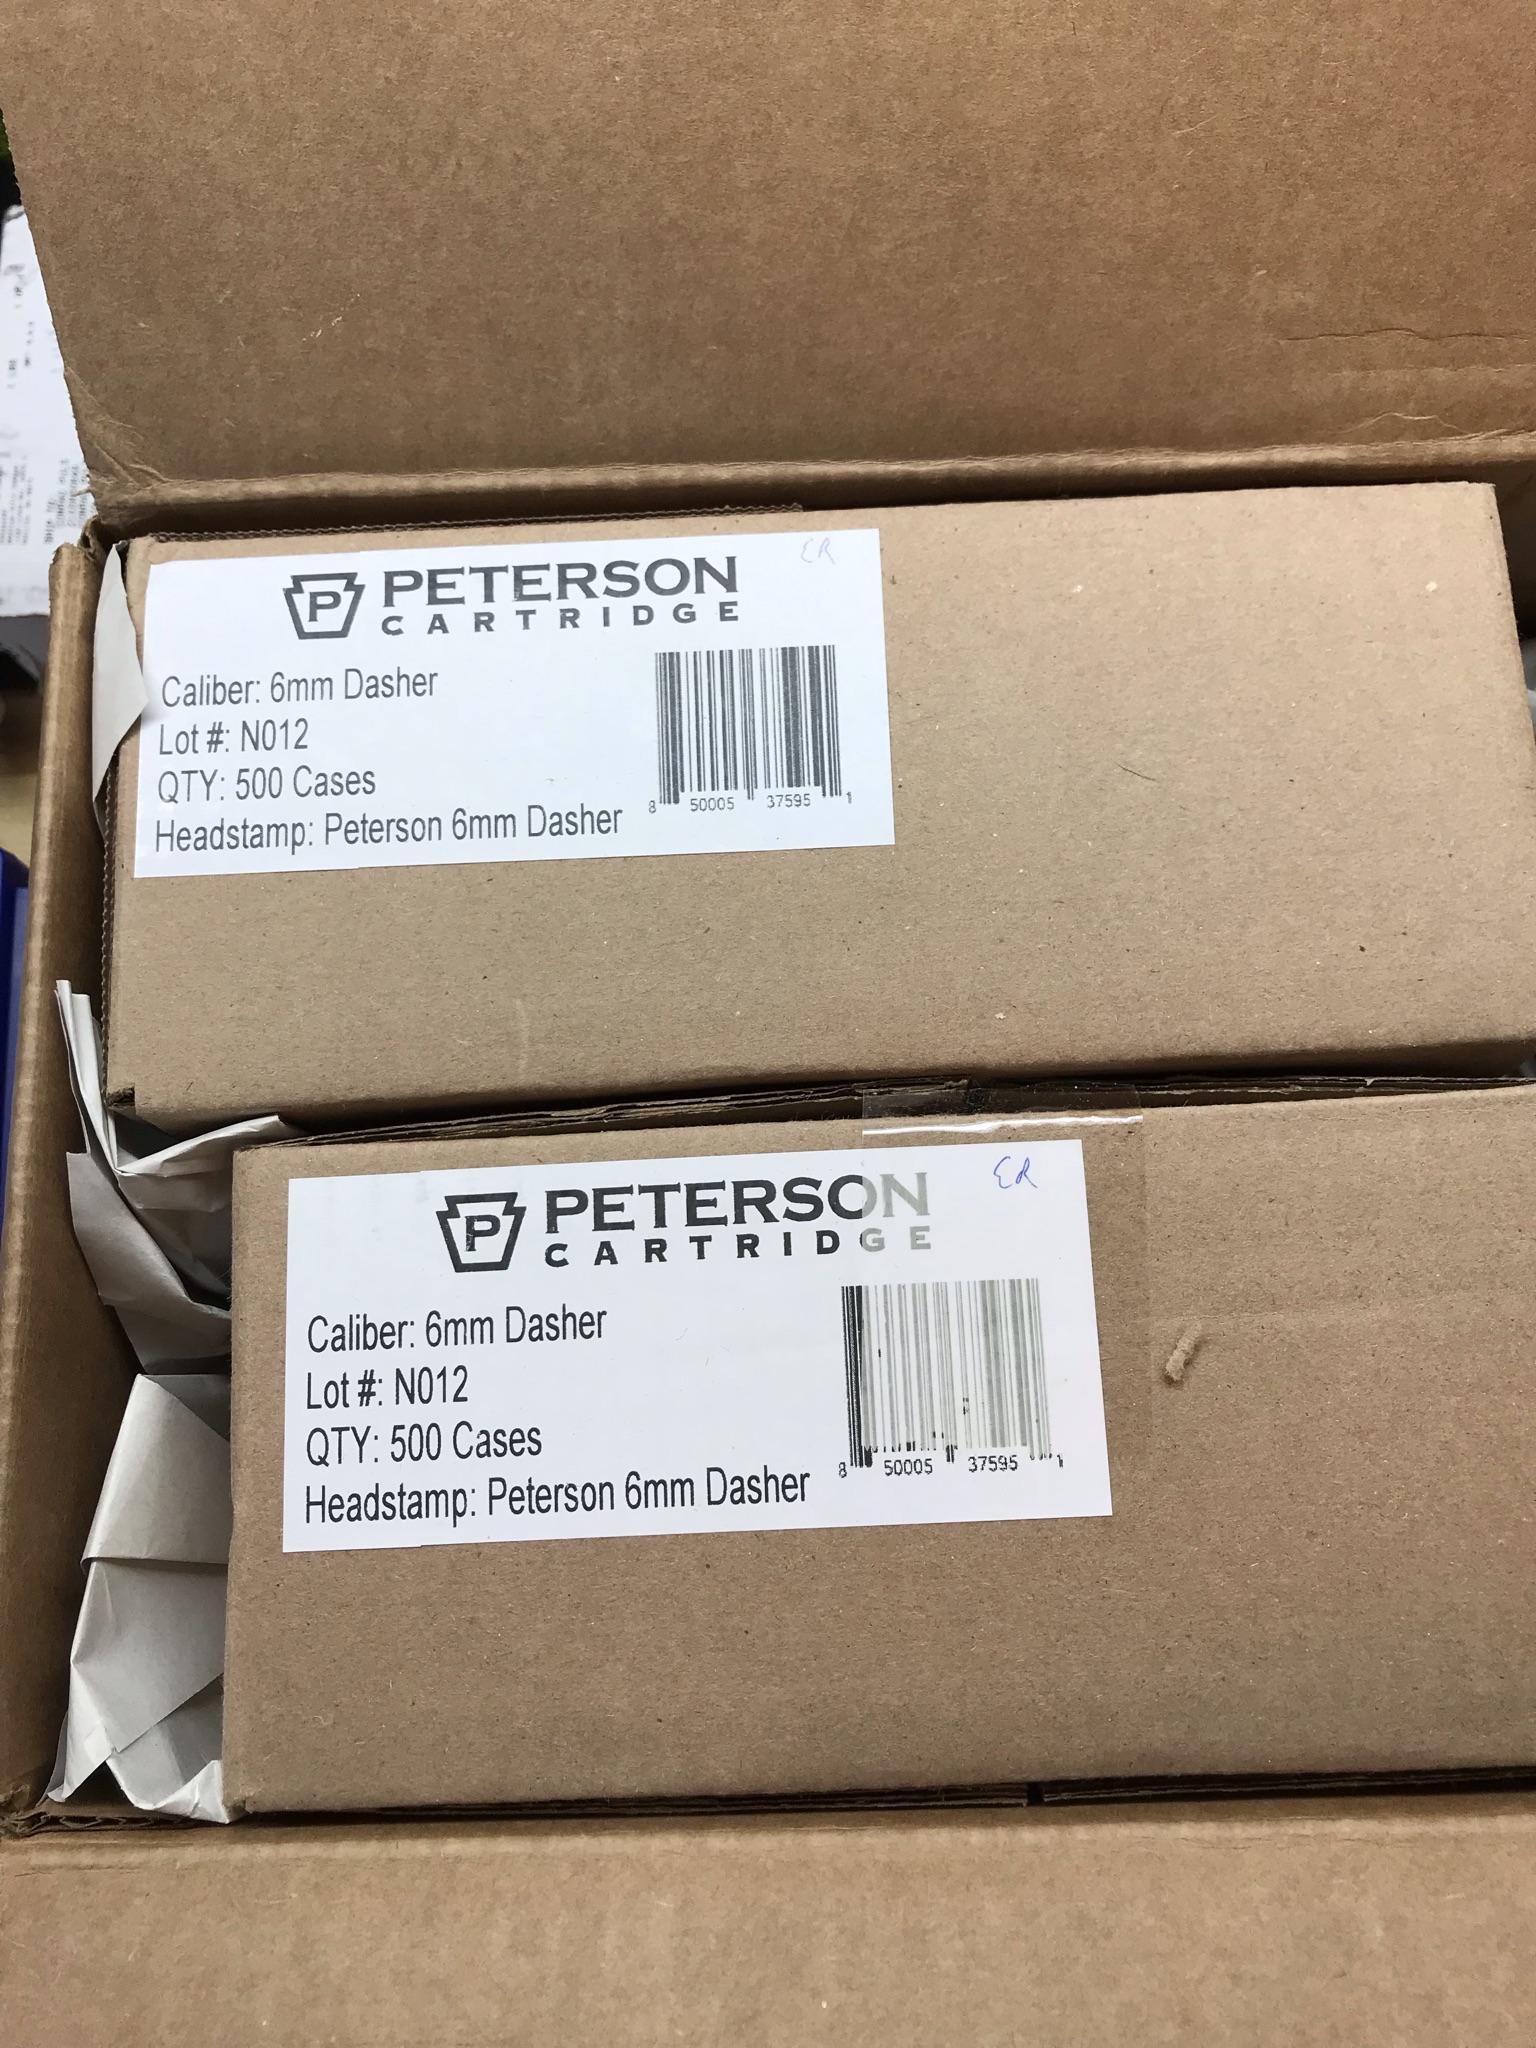 ER
P PETERSON
CARTRIDGE
Caliber: 6mm Dasher
Lot #: N012
QTY: 500 Cases
Headstamp: Peterson 6mm Dasher
8 50005 37595 1
ER
P PETERSON
CARTRIDGE
Caliber: 6mm Dasher
Lot #: N012
QTY: 500 Cases
Headstamp: Peterson 6mm Dasher
8 50005 37595 1